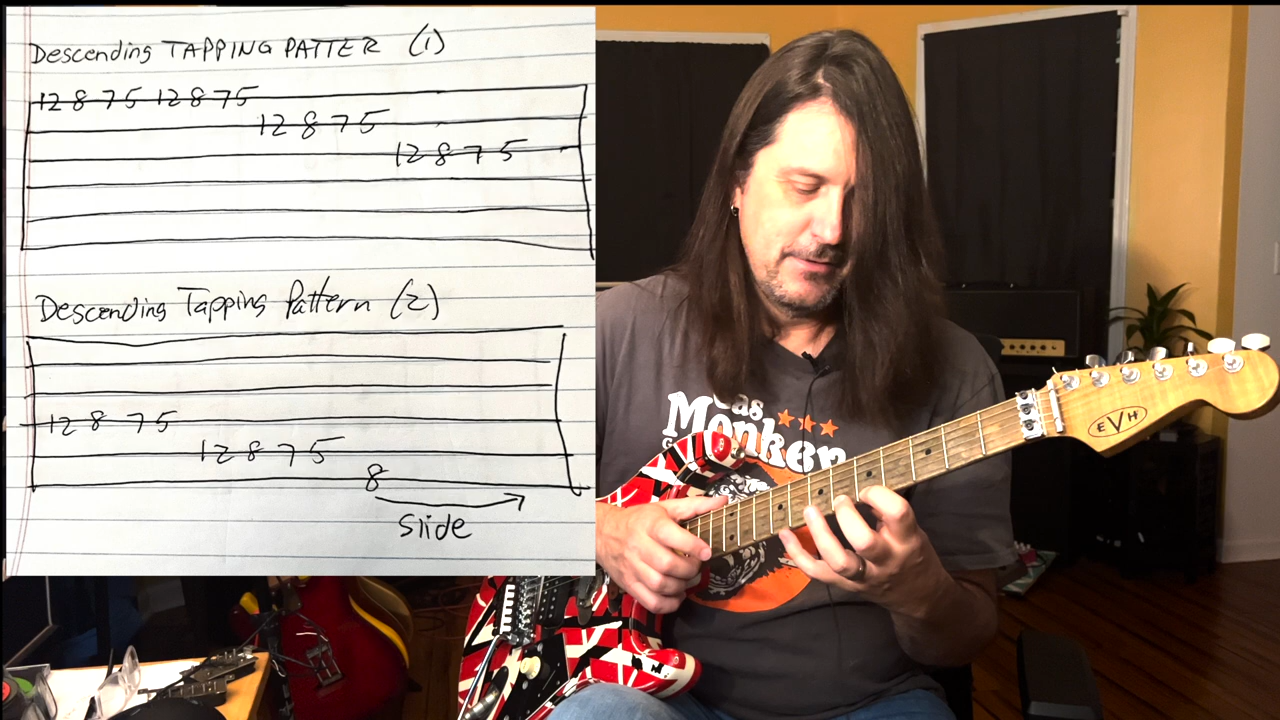 Descending TAPPING PATTER (1)
12 8 7 5 12 8 7 5
12 8 7 5
12 8 7 5
Descending Tapping Pattern (2)
12 8 7 5
12 8 7 5
8
Slide
Gas
Monkey
EVH